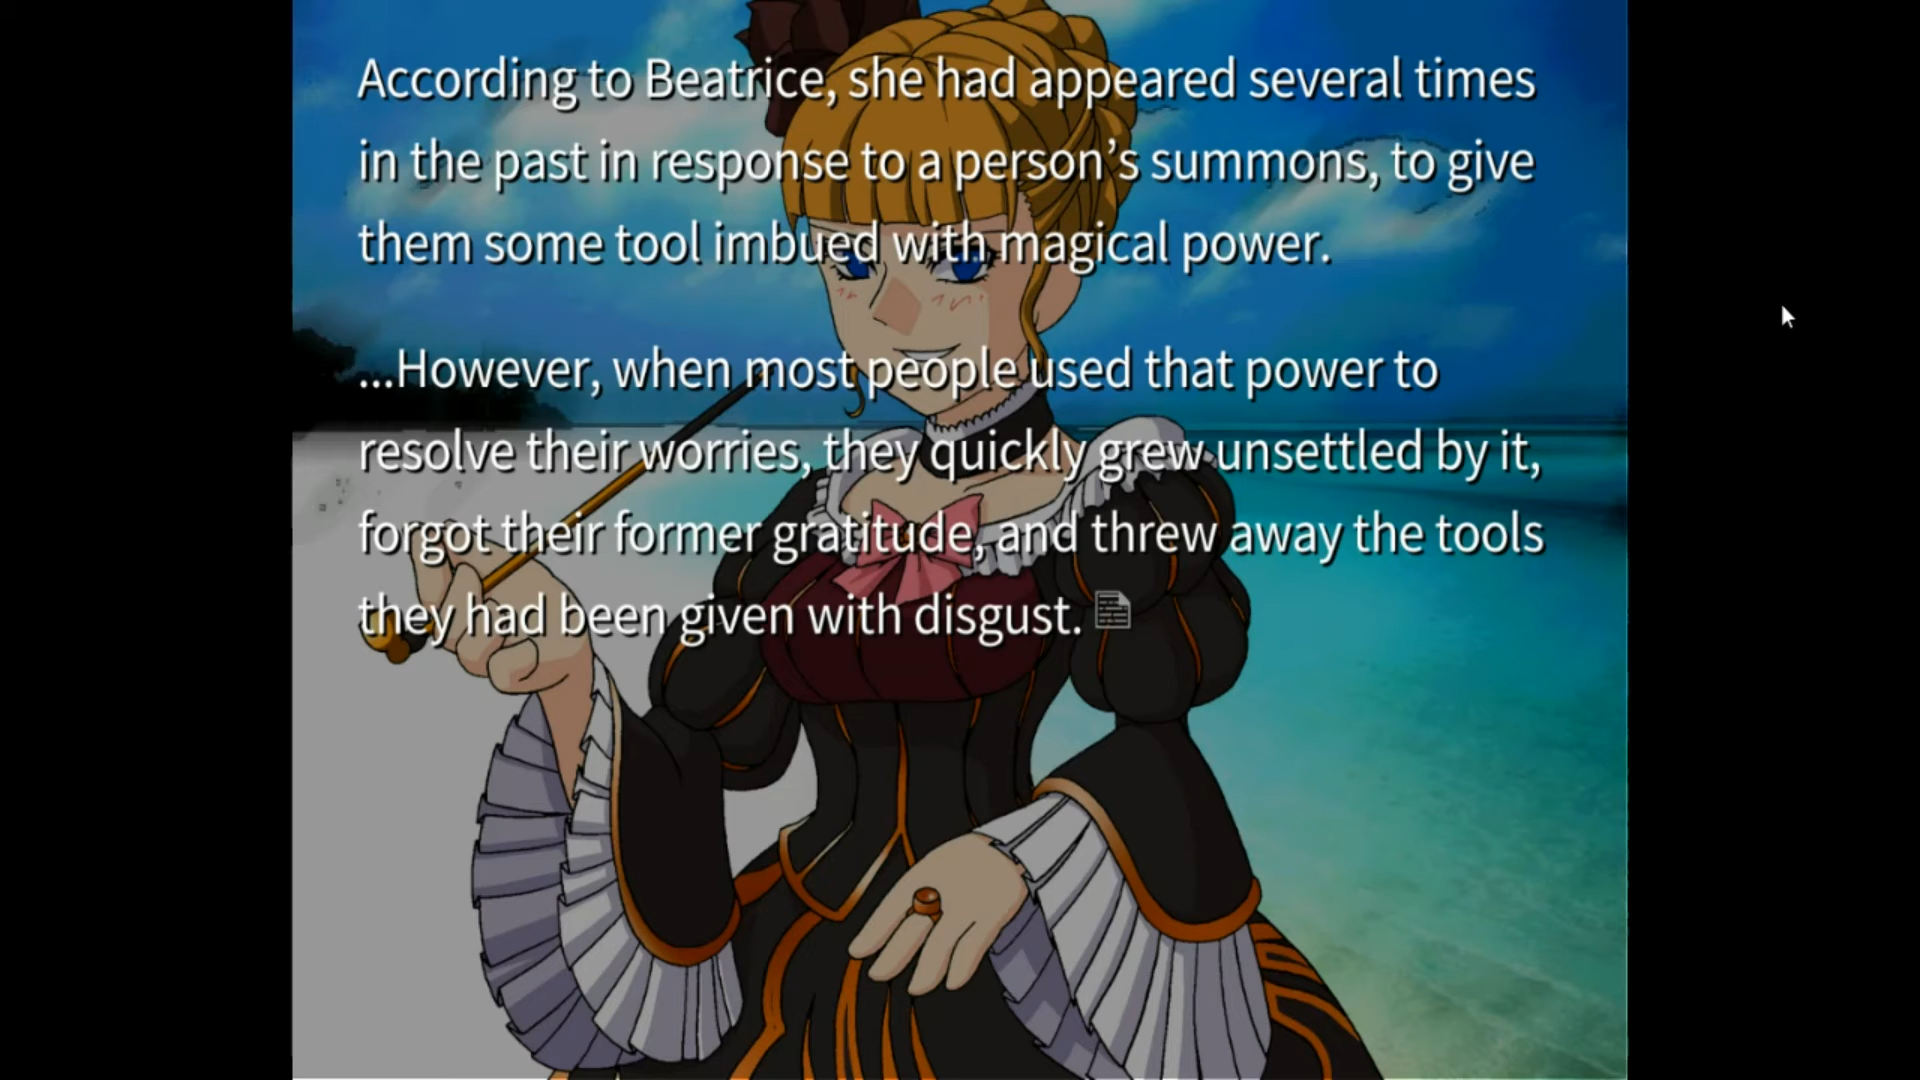 According to Beatrice, she had appeared several times
in the past in response to a person’s summons, to give
them some tool imbued with magical power.
...However, when most people used that power to
resolve their worries, they quickly grew unsettled by it,
forgot their former gratitude, and threw away the tools
they had been given with disgust.